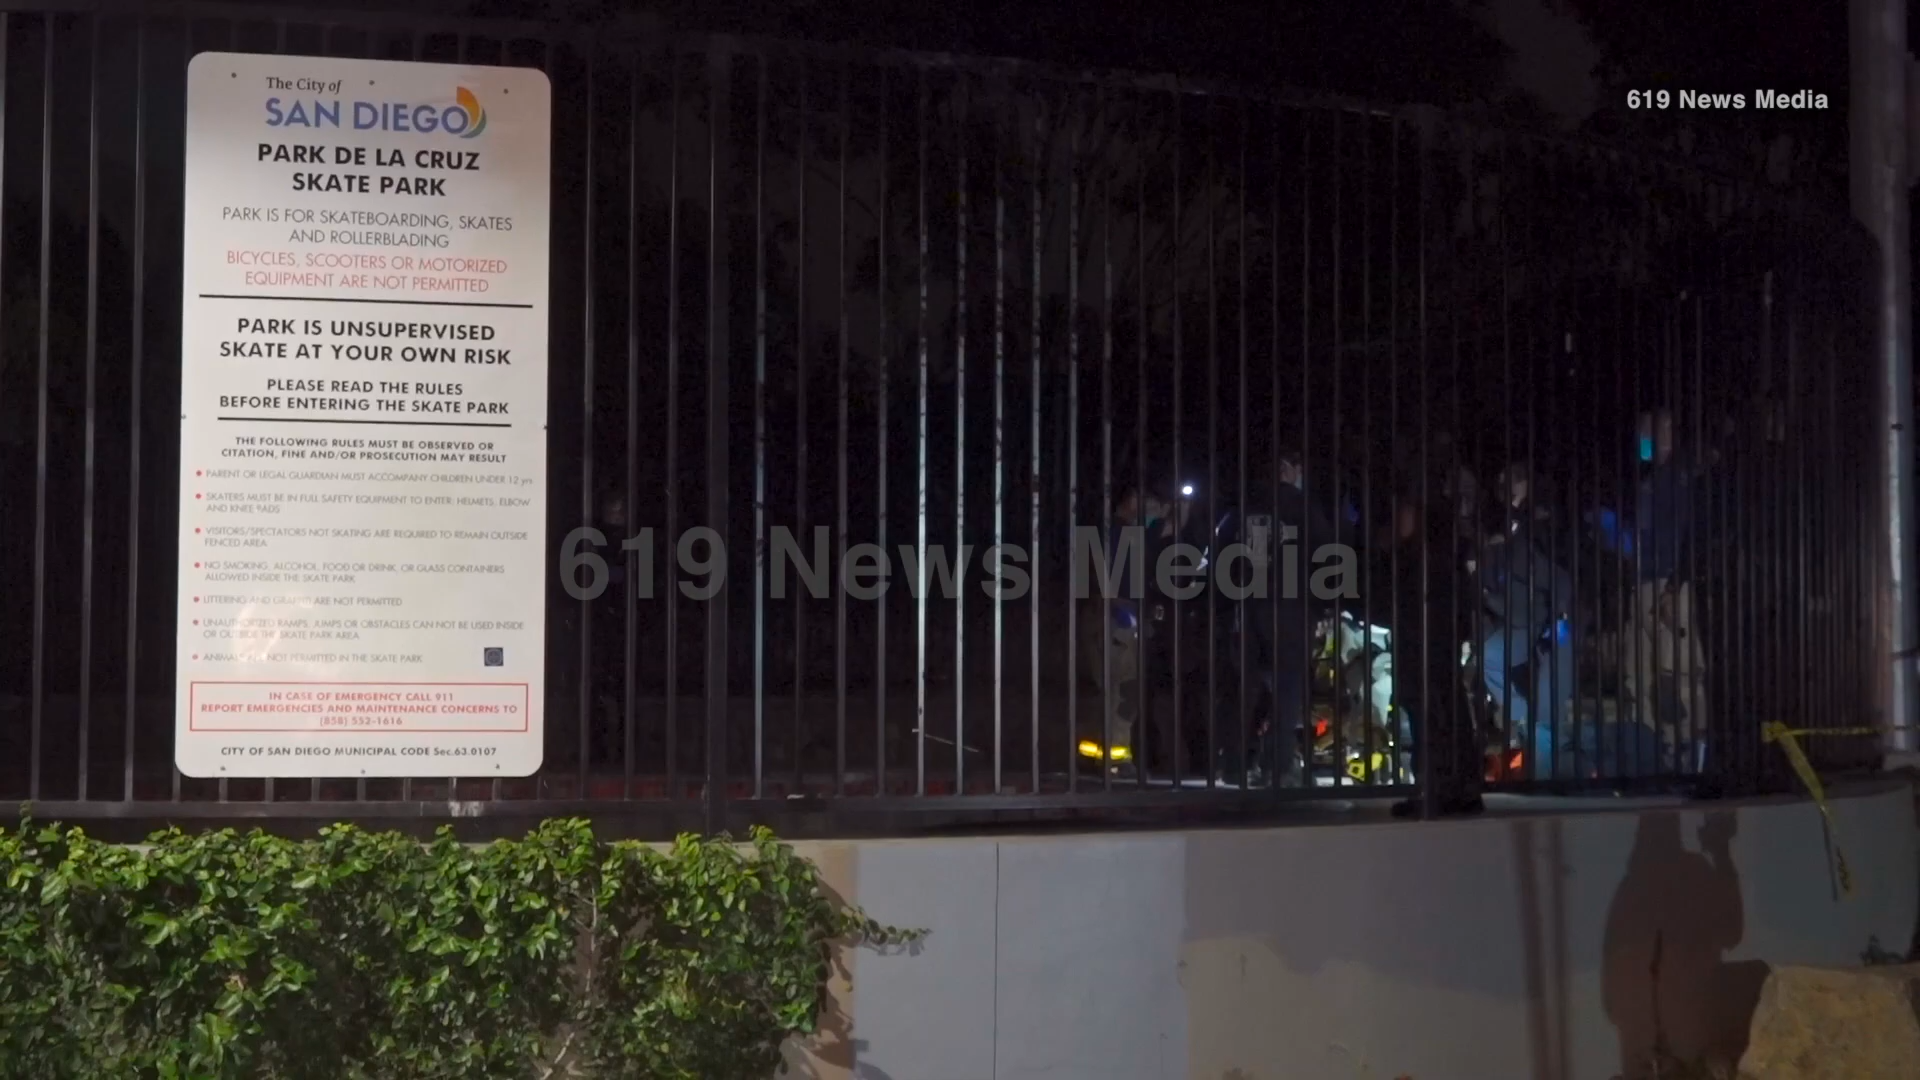 The City of
SAN DIEGO
PARK DE LA CRUZ
SKATE PARK
PARK IS FOR SKATEBOARDING, SKATES
AND ROLLERBLADING
BICYCLES, SCOOTERS OR MOTORIZED
EQUIPMENT ARE NOT PERMITTED
PARK IS UNSUPERVISED
SKATE AT YOUR OWN RISK
PLEASE READ THE RULES
BEFORE ENTERING THE SKATE PARK
THE FOLLOWING RULES MUST BE OBSERVED OR
CITATION, FINE AND/OR PROSECUTION MAY RESULT
PARENT OR LEGAL GUARDIAN MUST ACCOMPANY CHILDREN UNDER 12 yrs
SKATERS MUST BE IN FULL SAFETY EQUIPMENT TO ENTER: HELMETS, ELBOW
AND KNEE PADS
VISITORS/SPECTATORS NOT SKATING ARE REQUIRED TO REMAIN OUTSIDE
FENCED AREA
NO SMOKING, ALCOHOL, FOOD OR DRINK, OR GLASS CONTAINERS
ALLOWED INSIDE THE SKATE PARK
LITTERING AND GRAFFITI ARE NOT PERMITTED
UNAUTHORIZED RAMPS, JUMPS OR OBSTACLES CAN NOT BE USED INSIDE
OR OUTSIDE THE SKATE PARK AREA
ANIMALS ARE NOT PERMITTED IN THE SKATE PARK
IN CASE OF EMERGENCY CALL 911
REPORT EMERGENCIES AND MAINTENANCE CONCERNS TO
(858) 552-1616
CITY OF SAN DIEGO MUNICIPAL CODE Sec.63.0107
619 News Media
619 News Media